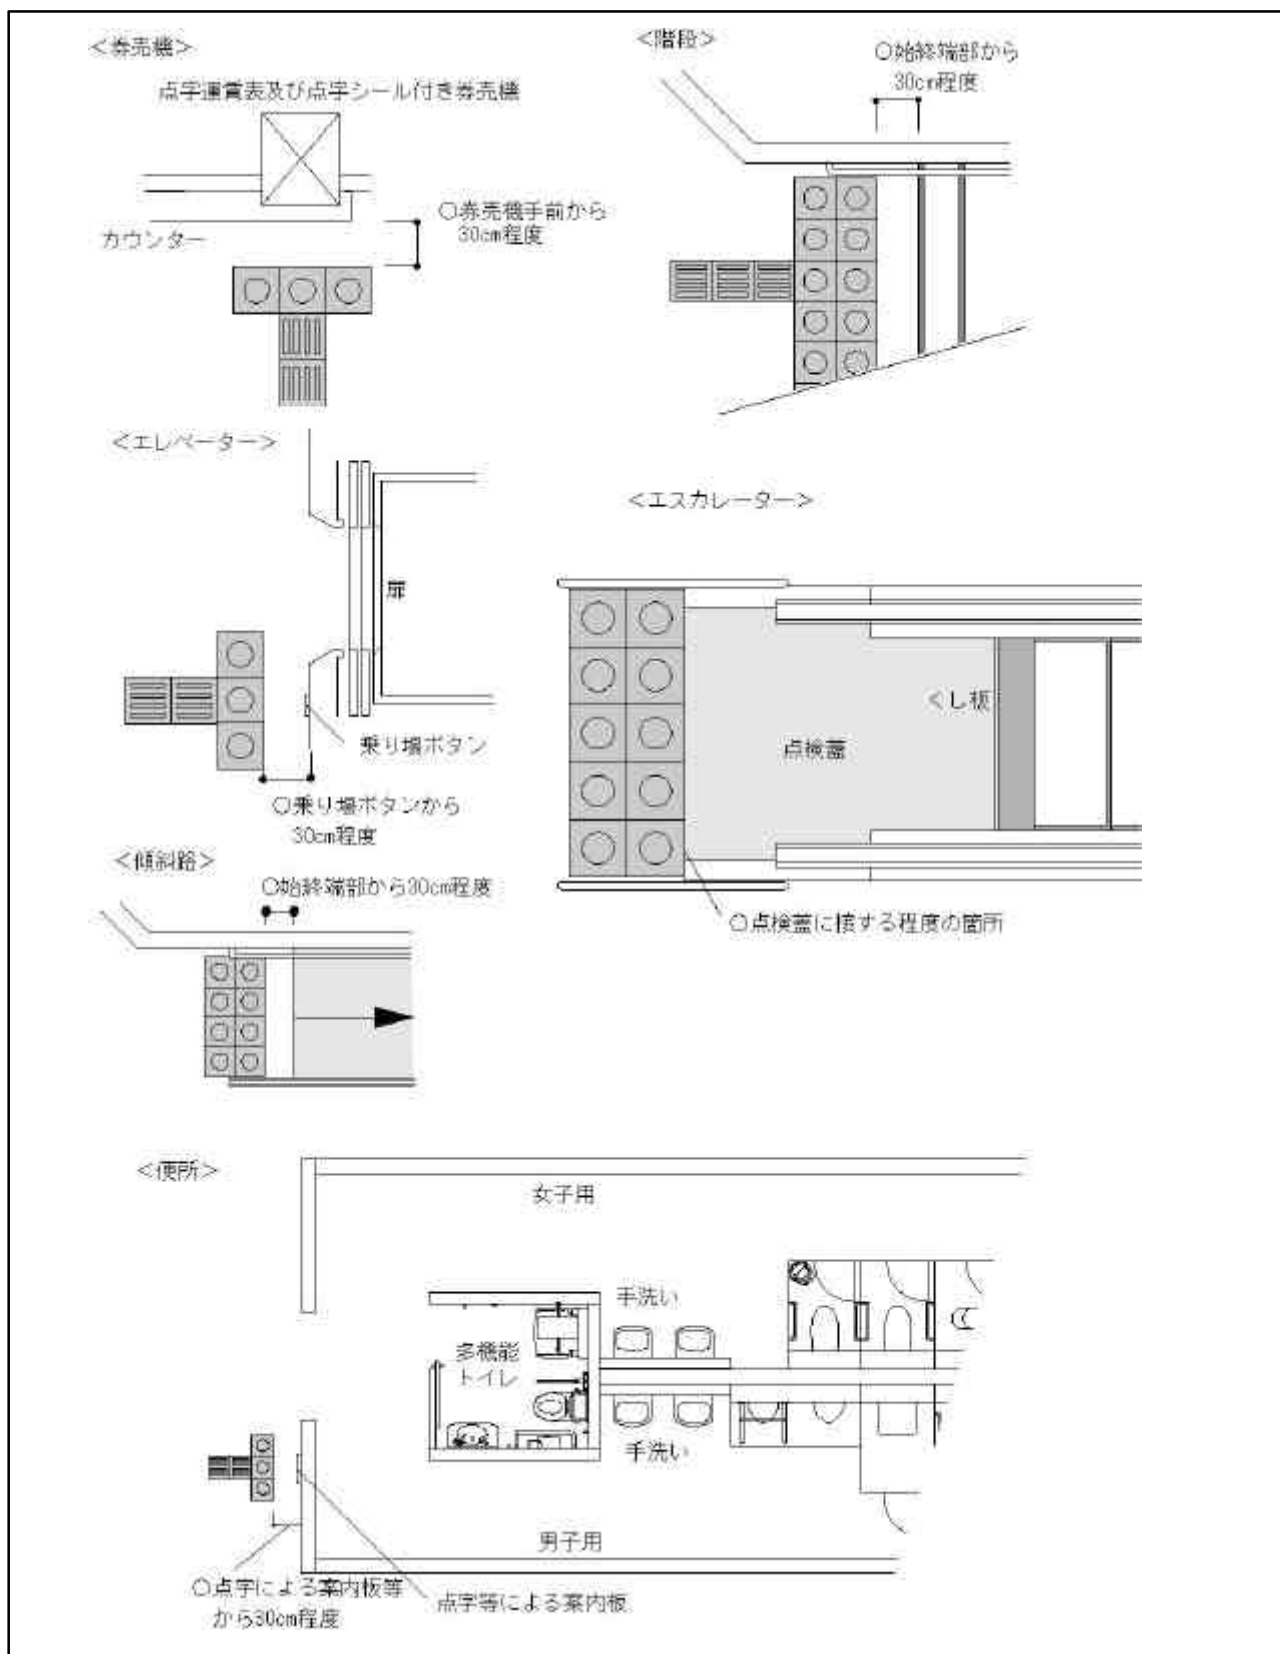 ＜券売機＞
点字運賃表及び点字シール付き券売機
カウンター
○券売機手前から
30cm程度
＜階段＞
○始終端部から
30cm程度
＜エレベーター＞
扉
乗り場ボタン
○乗り場ボタンから
30cm程度
＜エスカレーター＞
くし板
点検蓋
○点検蓋に接する程度の箇所
＜傾斜路＞
○始終端部から30cm程度
＜便所＞
女子用
手洗い
多機能
トイレ
手洗い
男子用
○点字による案内板等
から30cm程度
点字等による案内板